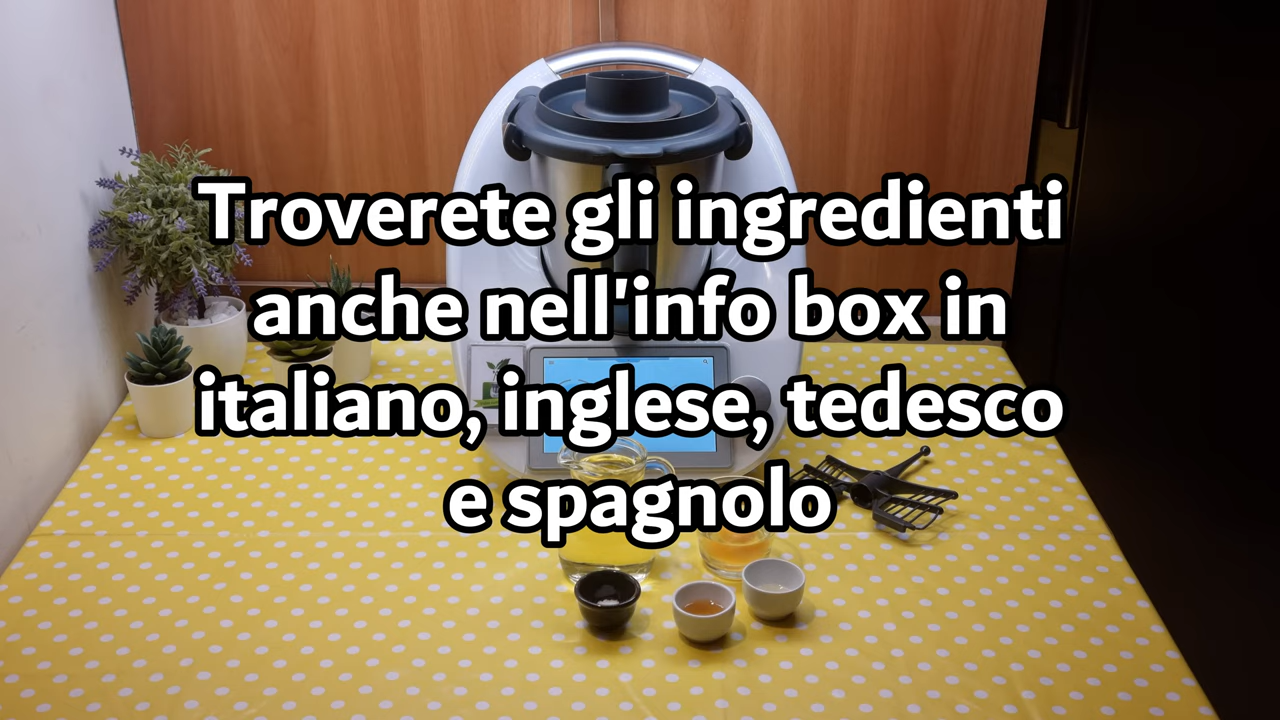 Troverete gli ingredienti
anche nell'info box in
italiano, inglese, tedesco
e spagnolo